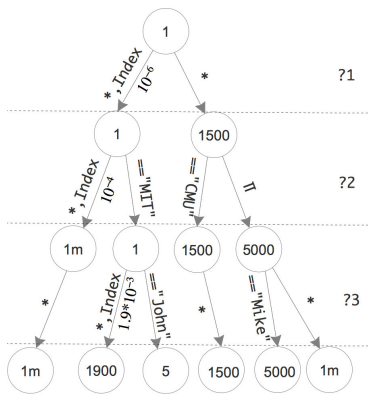 1
*,Index
10⁻⁶
*
?1
1
1500
*,Index
10⁻⁴
=="MIT"
=="CMU"
Π
?2
1m
1
1500
5000
*
*,Index
1.9*10⁻³
=="John"
*
=="Mike"
*
?3
1m
1900
5
1500
5000
1m